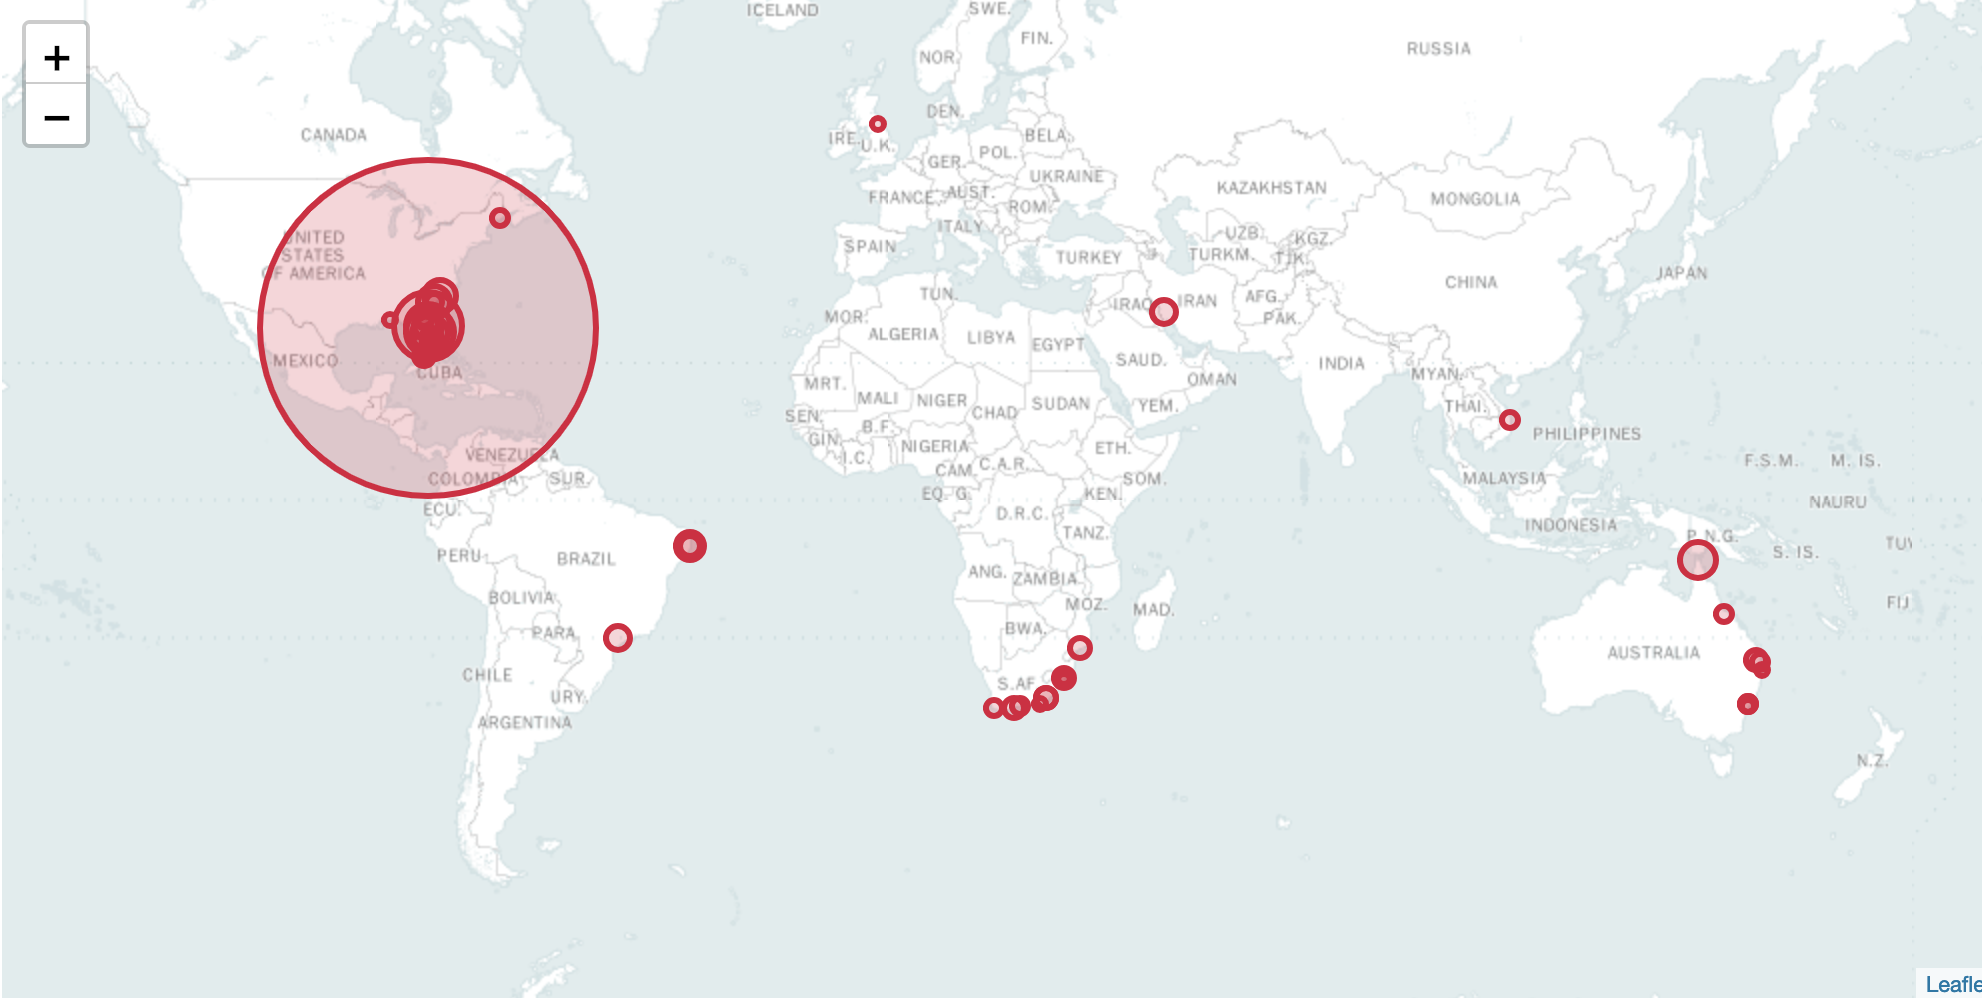 +
−
ICELAND
SWE.
FIN.
NOR.
RUSSIA
DEN.
CANADA
IRE.
U.K.
BELA.
POL.
GER.
UKRAINE
FRANCE
AUST.
ROM.
KAZAKHSTAN
MONGOLIA
ITALY
UZB.
KGZ.
UNITED
STATES
OF AMERICA
SPAIN
TURKEY
TURKM.
TJK.
JAPAN
CHINA
TUN.
IRAQ
IRAN
AFG.
PAK.
MOR.
ALGERIA
LIBYA
EGYPT
MEXICO
CUBA
SAUD.
OMAN
INDIA
MYAN.
MRT.
MALI
NIGER
CHAD
SUDAN
YEM.
THAI.
SEN.
GIN.
B.F.
I.C.
NIGERIA
ETH.
PHILIPPINES
VENEZUELA
COLOMBIA
SUR.
CAM.
C.A.R.
SOM.
MALAYSIA
F.S.M.
M. IS.
ECU.
EQ. G.
KEN.
NAURU
D.R.C.
TANZ.
INDONESIA
P.N.G.
S. IS.
TUV
PERU
BRAZIL
ANG.
ZAMBIA
BOLIVIA
MOZ.
MAD.
FIJ
PARA.
BWA.
AUSTRALIA
CHILE
S.AF.
URY.
ARGENTINA
N.Z.
Leafle